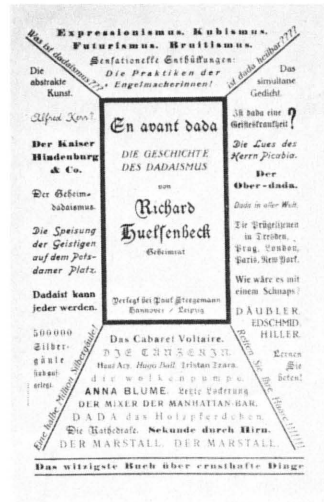 Expressionismus. Kubismus.
Futurismus. Bruitismus.
Sensationelle Enthüllungen:
Die Praktiken der
Engelmacherinnen!
Was ist dadaismus????
ist dada heilbar????
Die
abstrakte
Kunst.
Alfred Kerr?
Der Kaiser
Hindenburg
& Co.
Der Geheim-
dadaismus.
Die Speisung
der Geistigen
auf dem Pots-
damer Platz.
Dadaist kann
jeder werden.
500000
Silber-
gäule
En avant dada
DIE GESCHICHTE
DES DADAISMUS
von
Richard
Huelsenbeck
Geheimrat
Verlegt bei Paul Steegemann
Hannover / Leipzig
Das
simultane
Gedicht.
Ist dada eine
Geisteskrankheit?
Die Lues des
Herrn Picabia.
Der
Ober-dada.
Dada in aller Welt.
Die Prügelszenen
in Dresden,
Prag, London,
Paris, New York.
Wie wäre es mit
einem Schnaps?
DÄUBLER.
EDSCHMID.
HILLER.
Lernen
Sie
beten!
Eine halbe Million Silbergäule!
Retten Sie Ihre Haare!!!!!!
Das Cabaret Voltaire.
DIE TÄNZERIN.
Hans Arp. Hugo Ball. Tristan Tzara.
die wolkenpumpe.
ANNA BLUME. Letzte Lockerung
DER MIXER DER MANHATTAN-BAR.
DADA das Holzpferdchen.
Die Kathedrale. Sekunde durch Hirn.
DER MARSTALL. DER MARSTALL.
Das witzigste Buch über ernsthafte Dinge